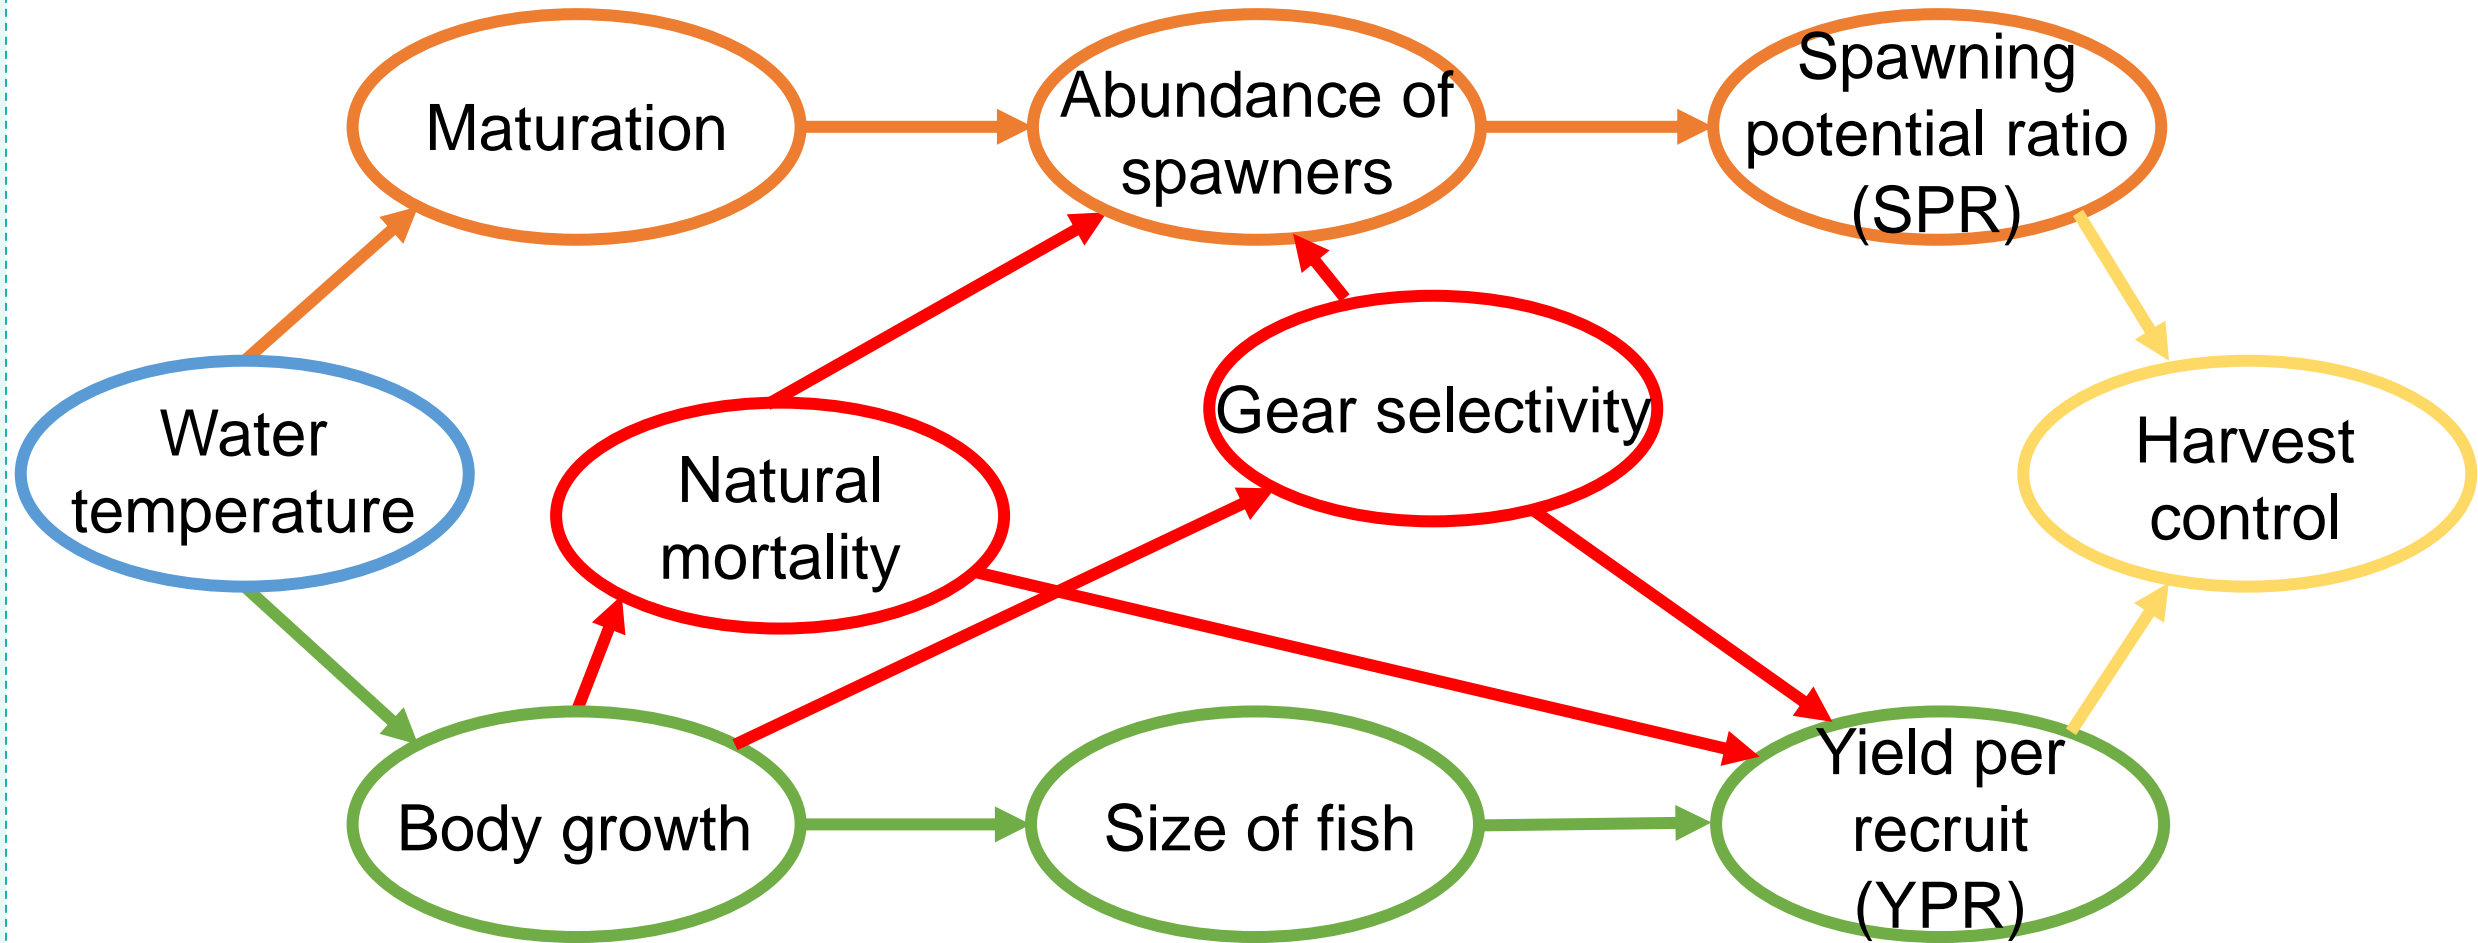 Maturation
Abundance of
spawners
Spawning
potential ratio
(SPR)
Water
temperature
Natural
mortality
Gear selectivity
Harvest
control
Body growth
Size of fish
Yield per
recruit
(YPR)